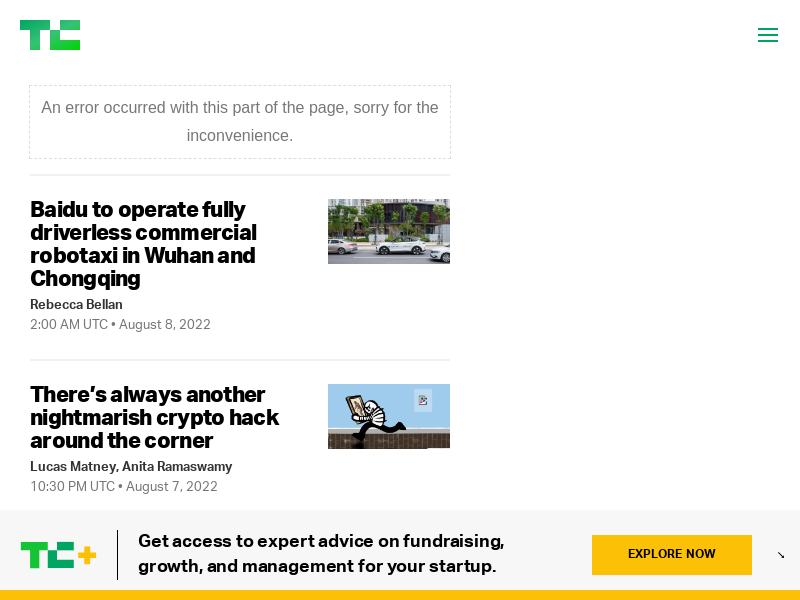 TC
An error occurred with this part of the page, sorry for the
inconvenience.
Baidu to operate fully
driverless commercial
robotaxi in Wuhan and
Chongqing
Rebecca Bellan
2:00 AM UTC • August 8, 2022
There’s always another
nightmarish crypto hack
around the corner
Lucas Matney, Anita Ramaswamy
10:30 PM UTC • August 7, 2022
TC+
Get access to expert advice on fundraising,
growth, and management for your startup.
EXPLORE NOW